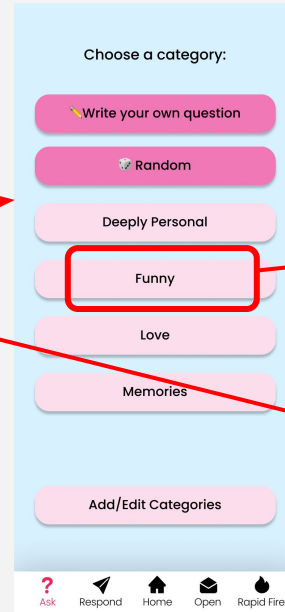 Choose a category:
✏️Write your own question
🎲 Random
Deeply Personal
Funny
Love
Memories
Add/Edit Categories
? Ask Respond Home Open Rapid Fire